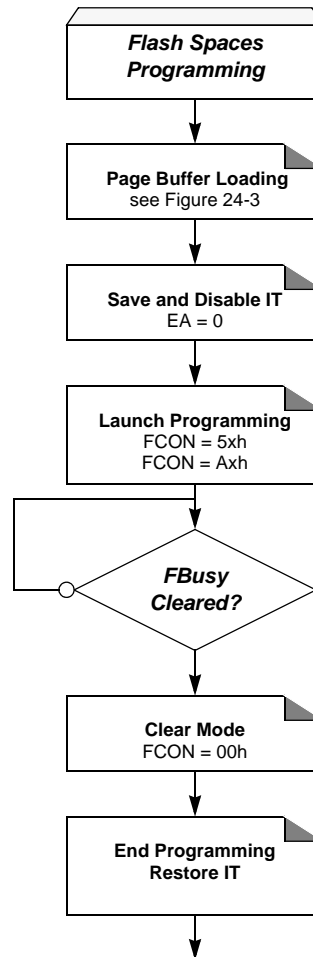 Flash Spaces
Programming
Page Buffer Loading
see Figure 24-3
Save and Disable IT
EA = 0
Launch Programming
FCON = 5xh
FCON = Axh
FBusy
Cleared?
Clear Mode
FCON = 00h
End Programming
Restore IT